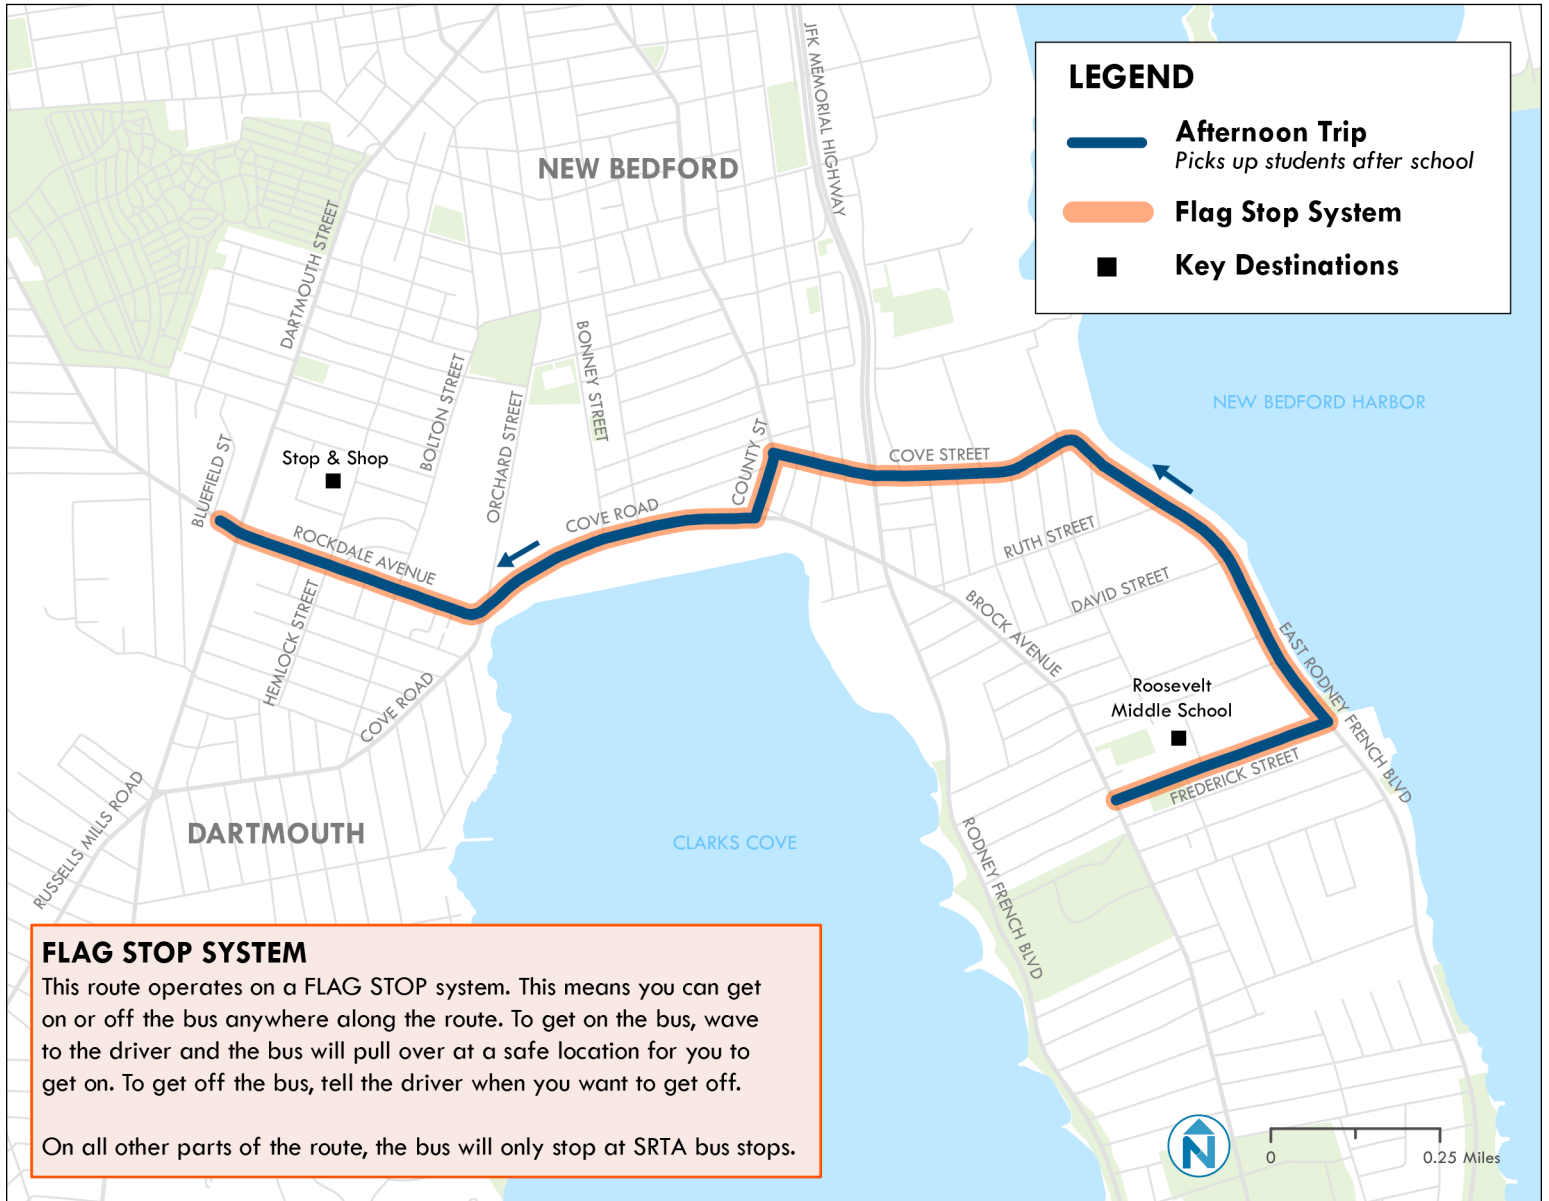 JFK MEMORIAL HIGHWAY
LEGEND
Afternoon Trip
Picks up students after school
Flag Stop System
Key Destinations
NEW BEDFORD
DARTMOUTH STREET
BONNEY STREET
BOLTON STREET
ORCHARD STREET
NEW BEDFORD HARBOR
BLUEFIELD ST
Stop & Shop
COUNTY ST
COVE STREET
COVE ROAD
ROCKDALE AVENUE
RUTH STREET
DAVID STREET
BROCK AVENUE
HEMLOCK STREET
COVE ROAD
EAST RODNEY FRENCH BLVD
Roosevelt
Middle School
FREDERICK STREET
RUSSELLS MILLS ROAD
DARTMOUTH
CLARKS COVE
RODNEY FRENCH BLVD
FLAG STOP SYSTEM
This route operates on a FLAG STOP system. This means you can get
on or off the bus anywhere along the route. To get on the bus, wave
to the driver and the bus will pull over at a safe location for you to
get on. To get off the bus, tell the driver when you want to get off.
On all other parts of the route, the bus will only stop at SRTA bus stops.
N
0
0.25 Miles